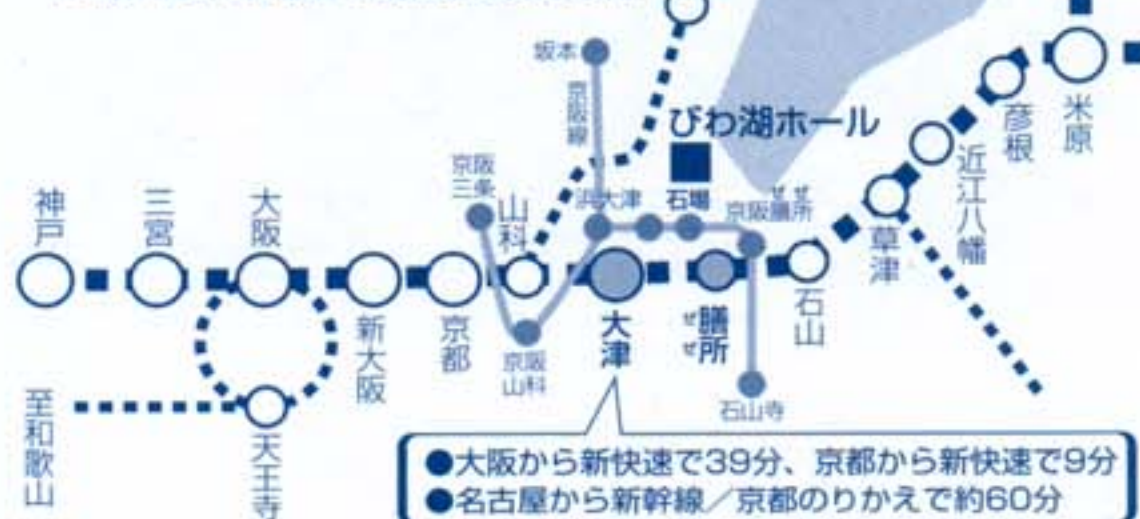 坂本
京阪線
びわ湖ホール
京阪三条
山科
浜大津
石場
京阪膳所
ぜぜ
米原
彦根
近江八幡
草津
石山
神戸
三宮
大阪
新大阪
京都
京阪山科
大津
膳所
ぜぜ
石山寺
至和歌山
天王寺
●大阪から新快速で39分、京都から新快速で9分
●名古屋から新幹線／京都のりかえで約60分